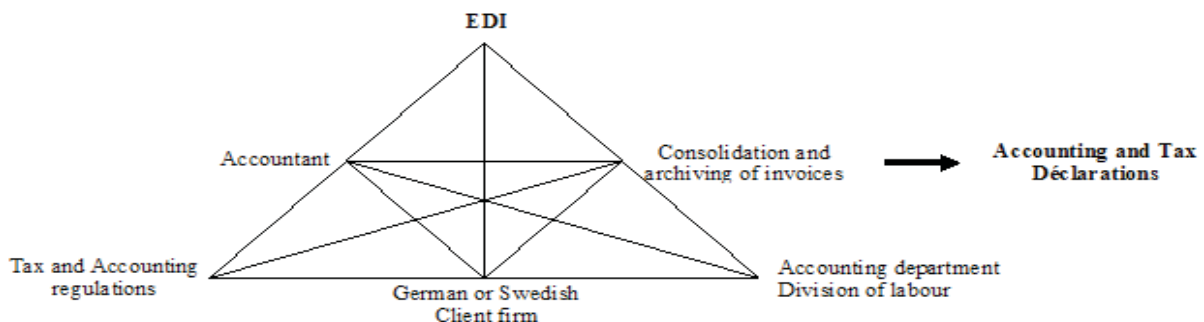 EDI
Accountant
Consolidation and
archiving of invoices
Accounting and Tax
Déclarations
Tax and Accounting
regulations
German or Swedish
Client firm
Accounting department
Division of labour